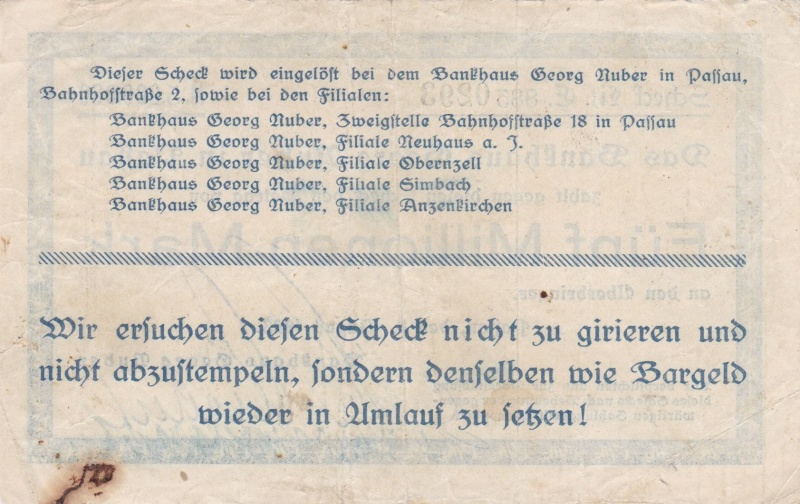 Dieser Scheck wird eingelöst bei dem Bankhaus Georg Nuber in Passau,
Bahnhofstraße 2, sowie bei den Filialen:
Bankhaus Georg Nuber, Zweigstelle Bahnhofstraße 18 in Passau
Bankhaus Georg Nuber, Filiale Neuhaus a. J.
Bankhaus Georg Nuber, Filiale Obernzell
Bankhaus Georg Nuber, Filiale Simbach
Bankhaus Georg Nuber, Filiale Anzenkirchen
Wir ersuchen diesen Scheck nicht zu girieren und
nicht abzustempeln, sondern denselben wie Bargeld
wieder in Umlauf zu setzen!